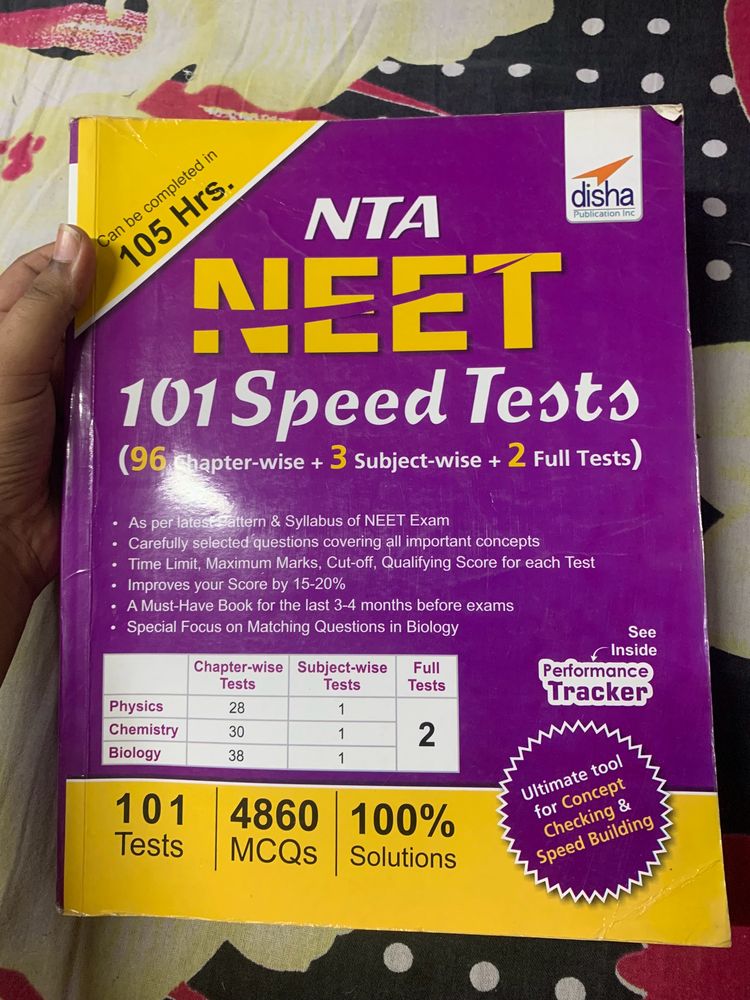 Can be completed in
105 Hrs.
disha
Publication Inc
NTA
NEET
101 Speed Tests
(96 Chapter-wise + 3 Subject-wise + 2 Full Tests)
• As per latest Pattern & Syllabus of NEET Exam
• Carefully selected questions covering all important concepts
• Time Limit, Maximum Marks, Cut-off, Qualifying Score for each Test
• Improves your Score by 15-20%
• A Must-Have Book for the last 3-4 months before exams
• Special Focus on Matching Questions in Biology
See
Inside
Performance
Tracker
Chapter-wise Tests Subject-wise Tests Full Tests
Physics 28 1 2
Chemistry 30 1
Biology 38 1
Ultimate tool
for Concept
Checking &
Speed Building
101 Tests
4860 MCQs
100% Solutions